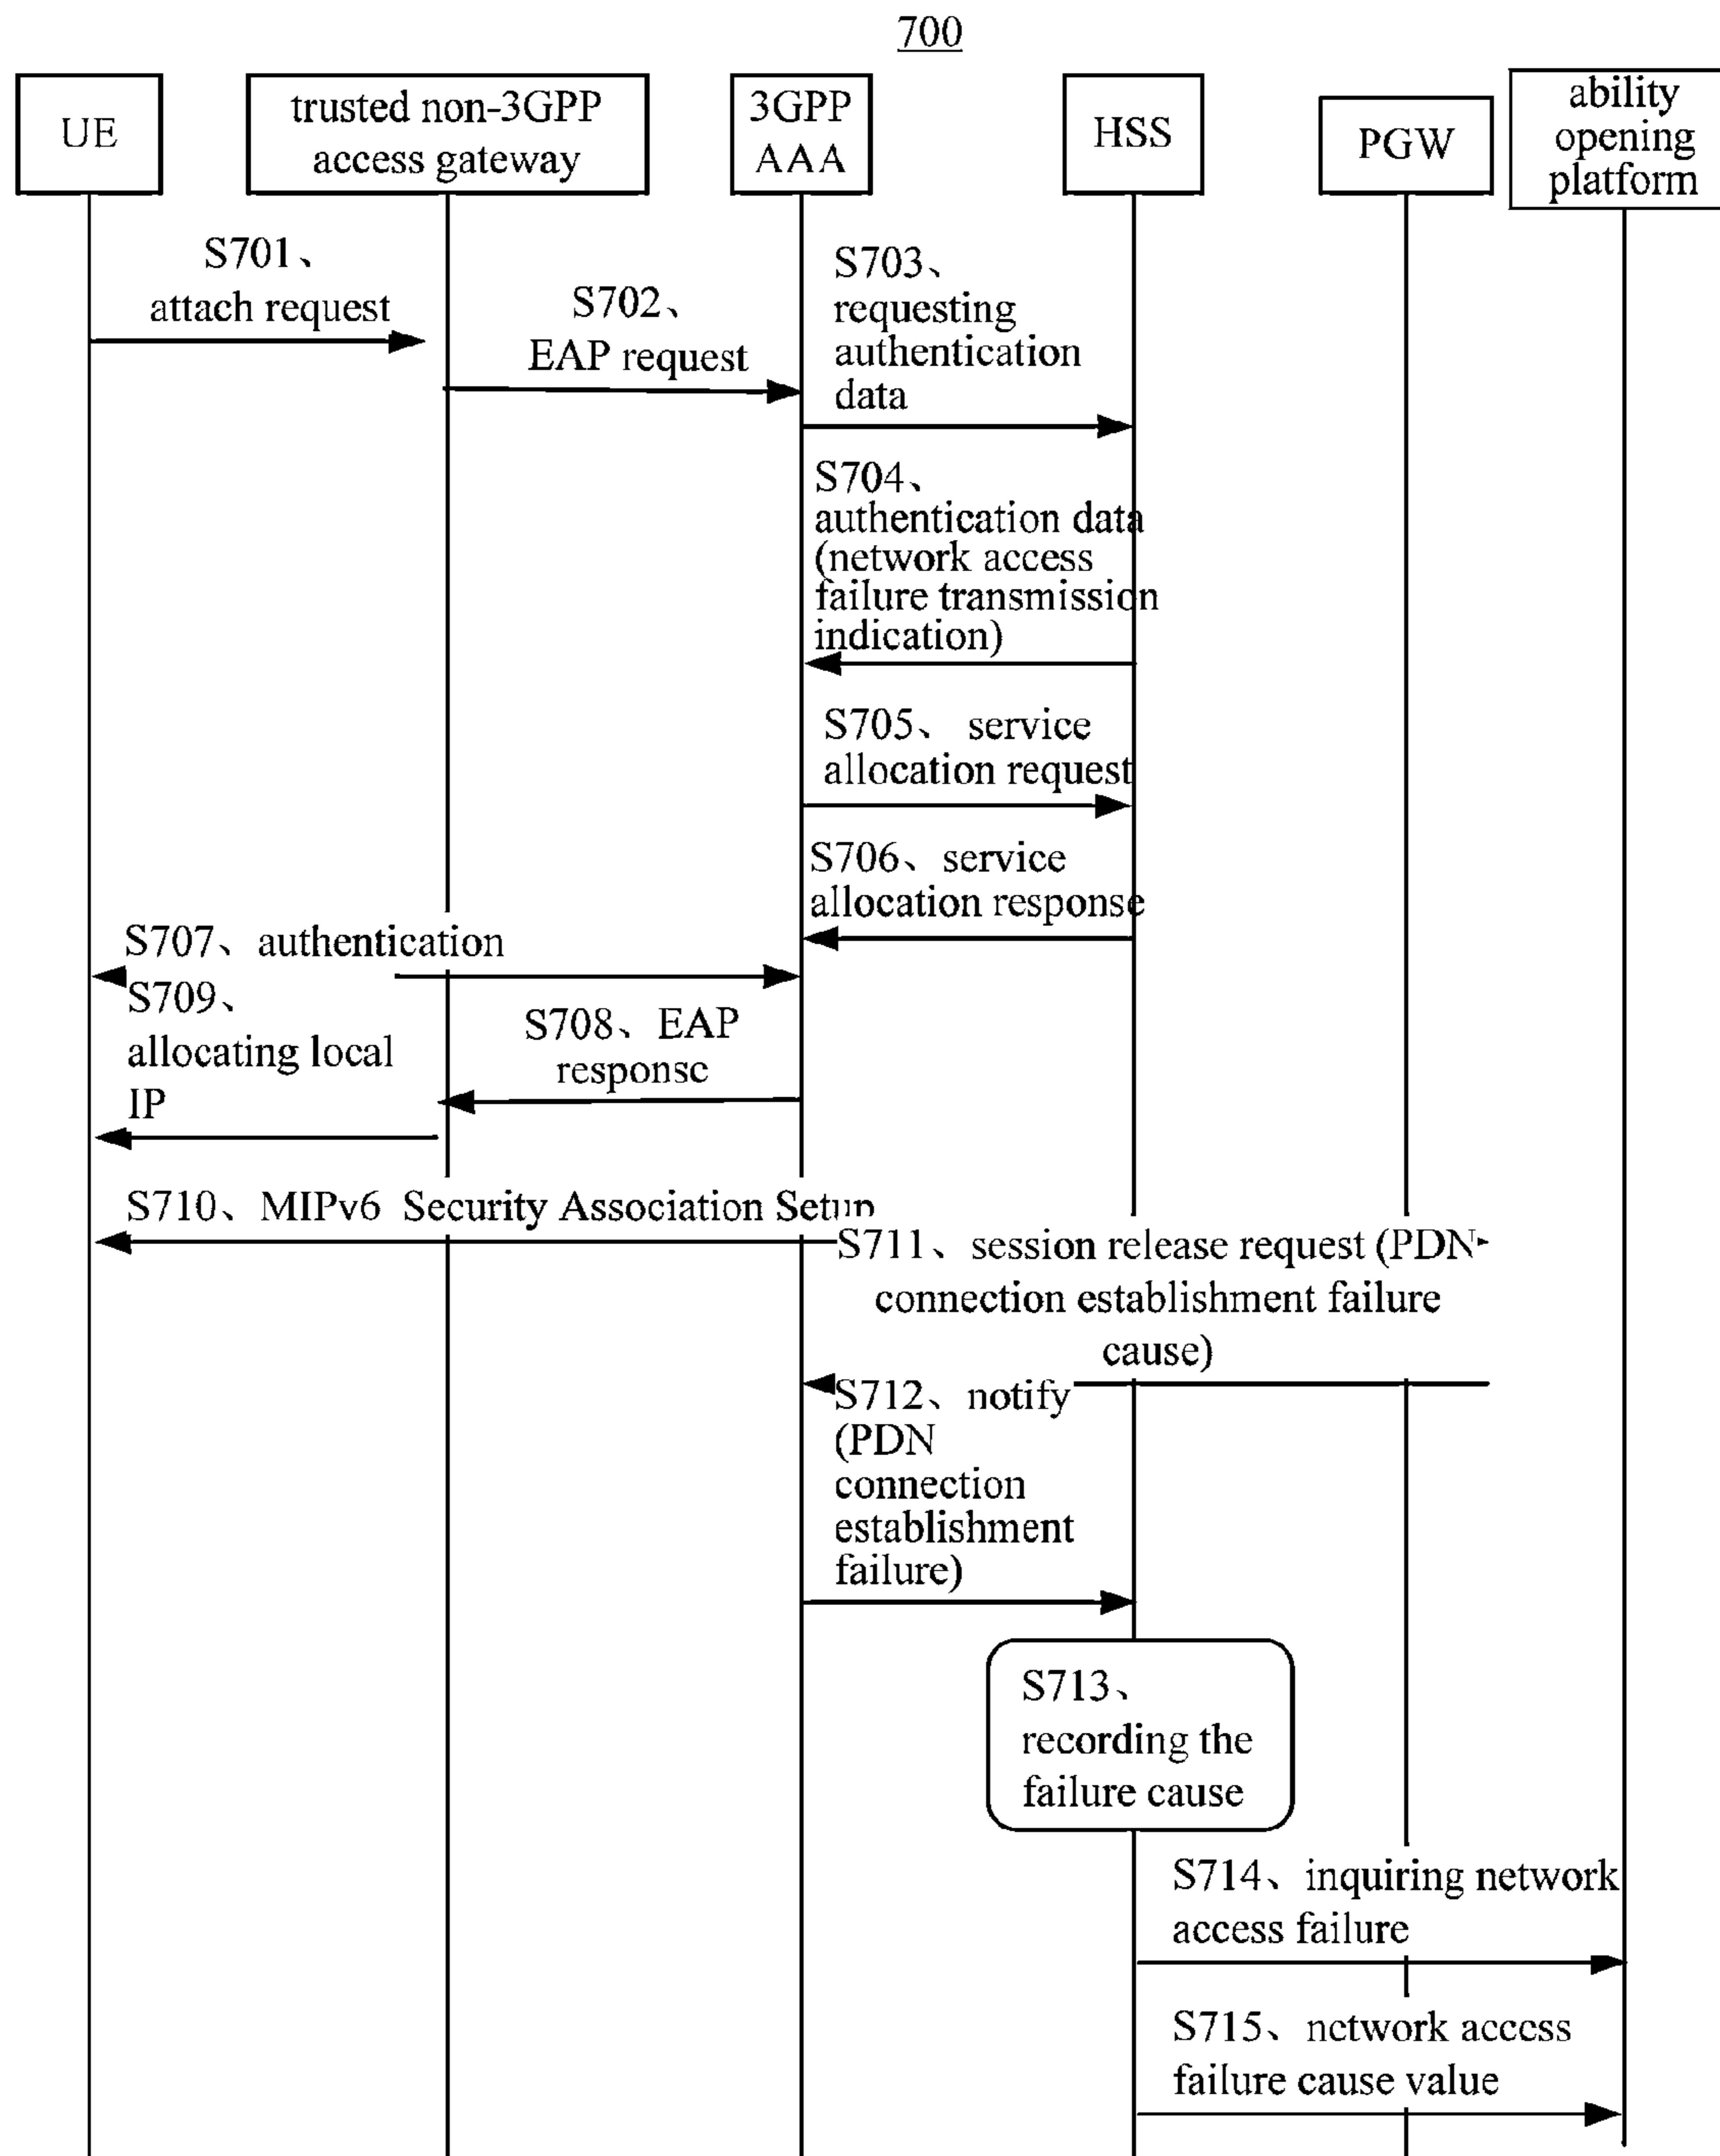 700
UE
trusted non-3GPP
access gateway
3GPP
AAA
HSS
PGW
ability
opening
platform
S701、
attach request
S702、
EAP request
S703、
requesting
authentication
data
S704、
authentication data
(network access
failure transmission
indication)
S705、 service
allocation request
S706、 service
allocation response
S707、 authentication
S708、 EAP
response
S709、
allocating local
IP
S710、 MIPv6 Security Association Setup
S711、 session release request (PDN
connection establishment failure
cause)
S712、 notify
(PDN
connection
establishment
failure)
S713、
recording the
failure cause
S714、 inquiring network
access failure
S715、 network access
failure cause value